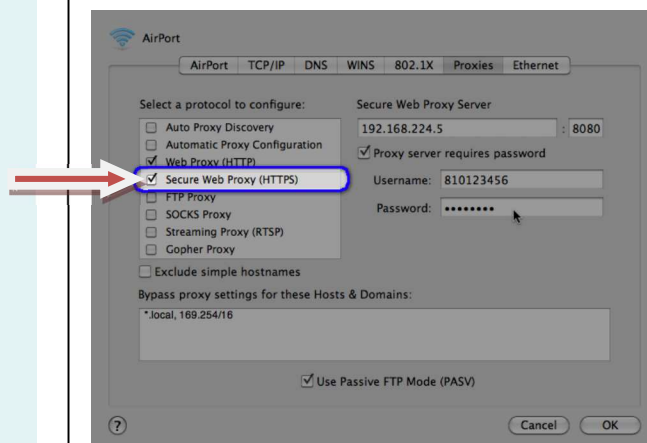 AirPort
AirPort TCP/IP DNS WINS 802.1X Proxies Ethernet
Select a protocol to configure:
Auto Proxy Discovery
Automatic Proxy Configuration
Web Proxy (HTTP)
Secure Web Proxy (HTTPS)
FTP Proxy
SOCKS Proxy
Streaming Proxy (RTSP)
Gopher Proxy
Exclude simple hostnames
Secure Web Proxy Server
192.168.224.5 : 8080
Proxy server requires password
Username: 810123456
Password: ••••••••
Bypass proxy settings for these Hosts & Domains:
*.local, 169.254/16
Use Passive FTP Mode (PASV)
? Cancel OK